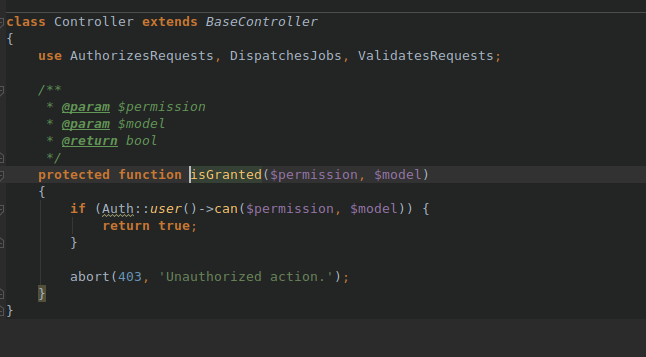 class Controller extends BaseController
{
    use AuthorizesRequests, DispatchesJobs, ValidatesRequests;
    /**
     * @param $permission
     * @param $model
     * @return bool
     */
    protected function isGranted($permission, $model)
    {
        if (Auth::user()->can($permission, $model)) {
            return true;
        }
        abort(403, 'Unauthorized action.');
    }
}